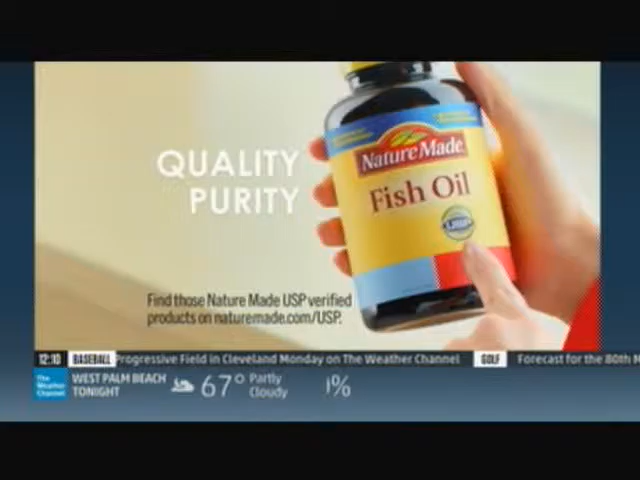 QUALITY
PURITY
Nature Made
Fish Oil
USP
Find those Nature Made USP verified
products on naturemade.com/USP.
12:10 BASEBALL Progressive Field in Cleveland Monday on The Weather Channel GOLF Forecast for the 80th
The
Weather
Channel
WEST PALM BEACH
TONIGHT
67° Partly
Cloudy